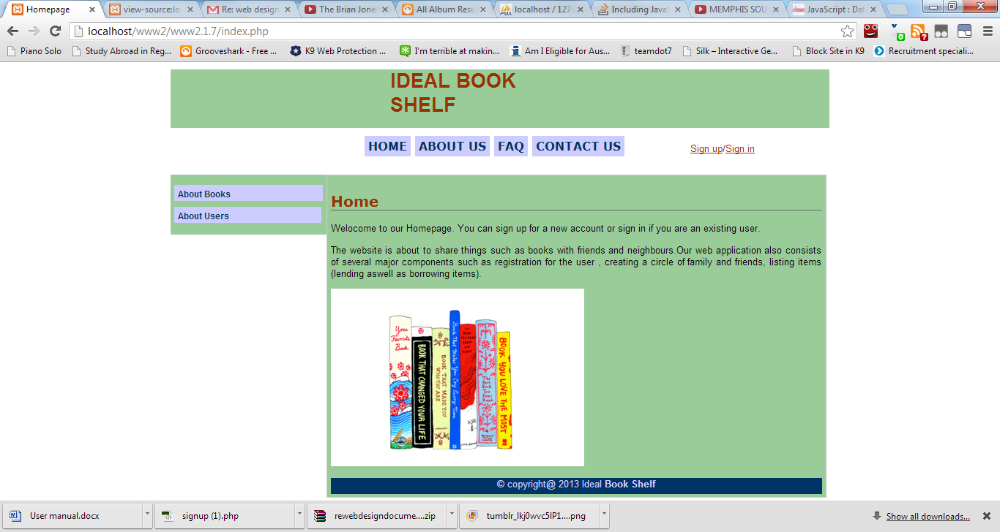 Homepage
view-source:lo
Re: web design
The Brian Jone
All Album Resu
localhost / 127
Including JavaS
MEMPHIS SOU
JavaScript : Dat
localhost/www2/www2.1.7/index.php
Piano Solo
Study Abroad in Reg...
Grooveshark - Free ...
K9 Web Protection ...
I'm terrible at makin...
Am I Eligible for Aus...
teamdot7
Silk – Interactive Ge...
Block Site in K9
Recruitment speciali...
IDEAL BOOK
SHELF
HOME ABOUT US FAQ CONTACT US
Sign up/Sign in
About Books
About Users
Home
Welocome to our Homepage. You can sign up for a new account or sign in if you are an existing user.
The website is about to share things such as books with friends and neighbours.Our web application also consists
of several major components such as registration for the user , creating a circle of family and friends, listing items
(lending aswell as borrowing items).
Your Favorite Book
BOOK THAT CHANGED YOUR LIFE
BOOK THAT MADE YOU WHO YOU ARE
Book That Makes You Cry Every Time
The Best Book You Ever Read
BOOK YOU LOVE THE MOST
© copyright@ 2013 Ideal Book Shelf
User manual.docx
signup (1).php
rewebdesigndocume....zip
tumblr_lkj0wvc5lP1....png
Show all downloads...